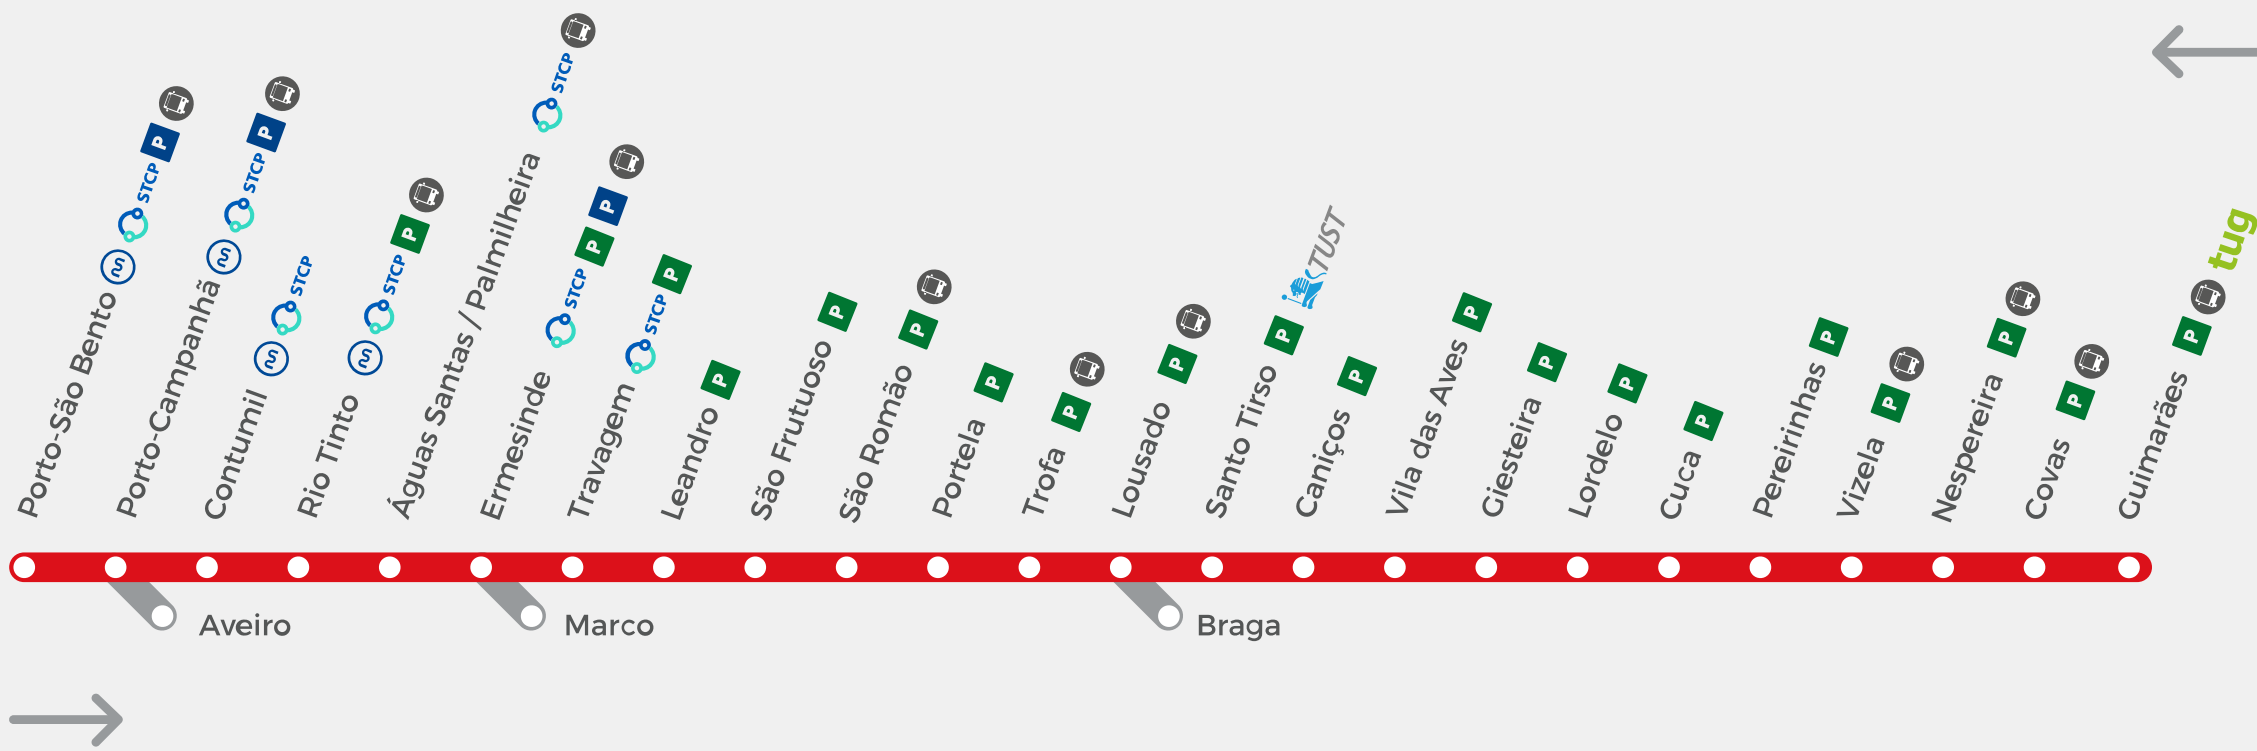 Porto-São Bento STCP P
Porto-Campanhã STCP P
Contumil STCP
Rio Tinto STCP P
Águas Santas / Palmilheira STCP
Ermesinde STCP P P
Travagem STCP P
Leandro P
São Frutuoso P
São Romão P
Portela P
Trofa P
Lousado P
Santo Tirso P TUST
Caniços P
Vila das Aves P
Giesteira P
Lordelo P
Cuca P
Pereirinhas P
Vizela P
Nespereira P
Covas P
Guimarães P tug
Aveiro
Marco
Braga